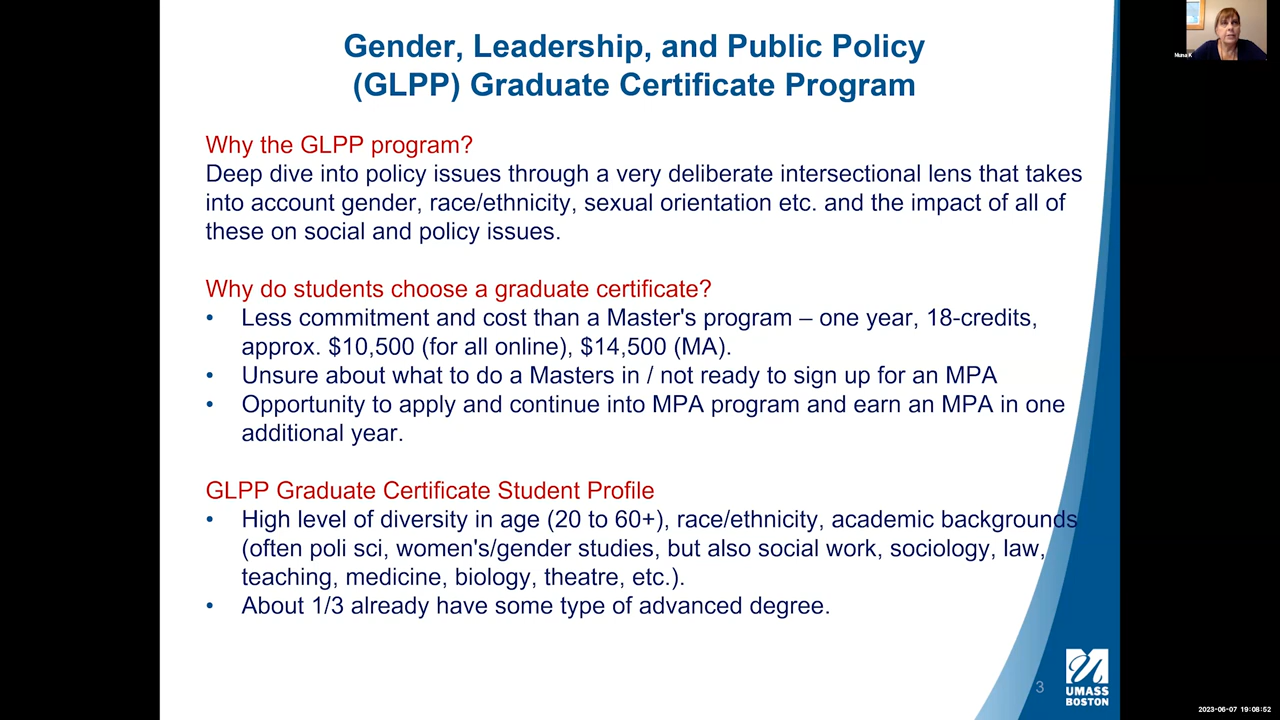 Gender, Leadership, and Public Policy
(GLPP) Graduate Certificate Program
Muna K
Why the GLPP program?
Deep dive into policy issues through a very deliberate intersectional lens that takes
into account gender, race/ethnicity, sexual orientation etc. and the impact of all of
these on social and policy issues.
Why do students choose a graduate certificate?
• Less commitment and cost than a Master's program – one year, 18-credits,
approx. $10,500 (for all online), $14,500 (MA).
• Unsure about what to do a Masters in / not ready to sign up for an MPA
• Opportunity to apply and continue into MPA program and earn an MPA in one
additional year.
GLPP Graduate Certificate Student Profile
• High level of diversity in age (20 to 60+), race/ethnicity, academic backgrounds
(often poli sci, women's/gender studies, but also social work, sociology, law,
teaching, medicine, biology, theatre, etc.).
• About 1/3 already have some type of advanced degree.
3
UMASS
BOSTON
2023-06-07 19:08:52